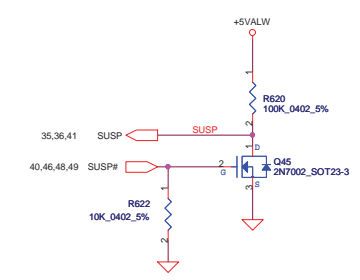 +5VALW
1
R620
100K_0402_5%
2
35,36,41 SUSP SUSP
1
D
Q45
40,46,48,49 SUSP# 2 2N7002_SOT23-3
G
S
3
1
R622
10K_0402_5%
2